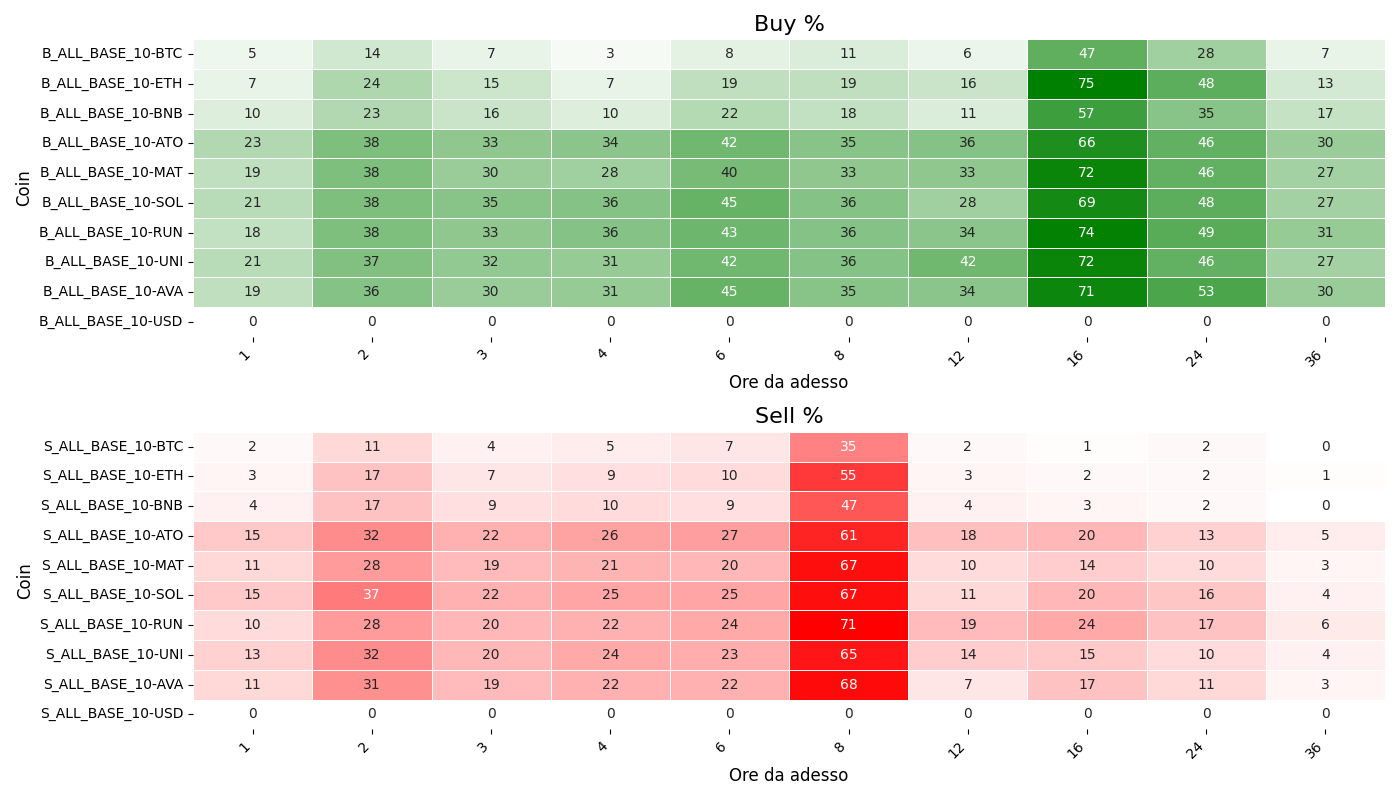 Buy %
Coin
B_ALL_BASE_10-BTC 5 14 7 3 8 11 6 47 28 7
B_ALL_BASE_10-ETH 7 24 15 7 19 19 16 75 48 13
B_ALL_BASE_10-BNB 10 23 16 10 22 18 11 57 35 17
B_ALL_BASE_10-ATO 23 38 33 34 42 35 36 66 46 30
B_ALL_BASE_10-MAT 19 38 30 28 40 33 33 72 46 27
B_ALL_BASE_10-SOL 21 38 35 36 45 36 28 69 48 27
B_ALL_BASE_10-RUN 18 38 33 36 43 36 34 74 49 31
B_ALL_BASE_10-UNI 21 37 32 31 42 36 42 72 46 27
B_ALL_BASE_10-AVA 19 36 30 31 45 35 34 71 53 30
B_ALL_BASE_10-USD 0 0 0 0 0 0 0 0 0 0
1 2 3 4 6 8 12 16 24 36
Ore da adesso
Sell %
Coin
S_ALL_BASE_10-BTC 2 11 4 5 7 35 2 1 2 0
S_ALL_BASE_10-ETH 3 17 7 9 10 55 3 2 2 1
S_ALL_BASE_10-BNB 4 17 9 10 9 47 4 3 2 0
S_ALL_BASE_10-ATO 15 32 22 26 27 61 18 20 13 5
S_ALL_BASE_10-MAT 11 28 19 21 20 67 10 14 10 3
S_ALL_BASE_10-SOL 15 37 22 25 25 67 11 20 16 4
S_ALL_BASE_10-RUN 10 28 20 22 24 71 19 24 17 6
S_ALL_BASE_10-UNI 13 32 20 24 23 65 14 15 10 4
S_ALL_BASE_10-AVA 11 31 19 22 22 68 7 17 11 3
S_ALL_BASE_10-USD 0 0 0 0 0 0 0 0 0 0
1 2 3 4 6 8 12 16 24 36
Ore da adesso